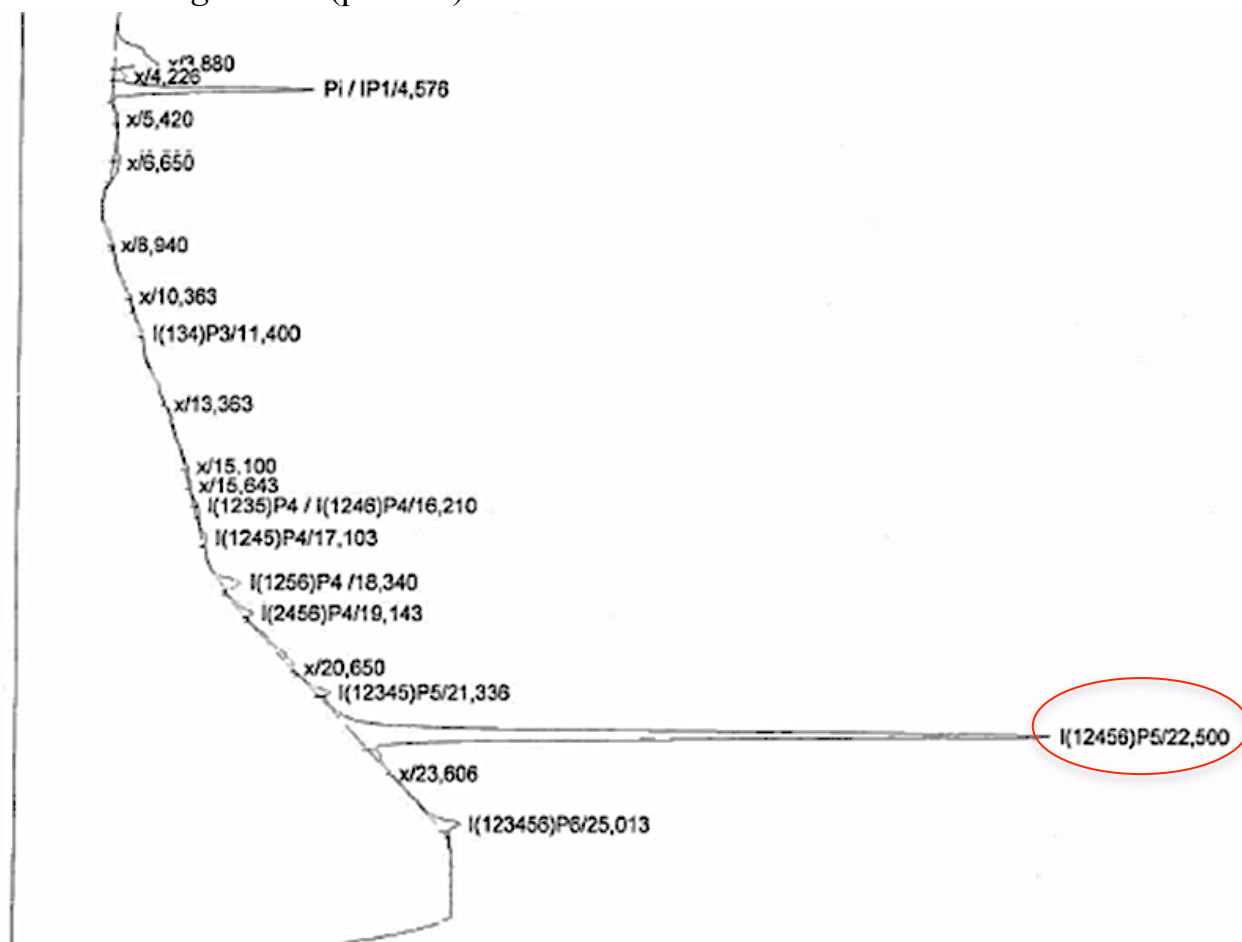 x/3,880
x/4,226
Pi / IP1/4,576
x/5,420
x/6,650
x/8,940
x/10,363
I(134)P3/11,400
x/13,363
x/15,100
x/15,643
I(1235)P4 / I(1246)P4/16,210
I(1245)P4/17,103
I(1256)P4 /18,340
I(2456)P4/19,143
x/20,650
I(12345)P5/21,336
I(12456)P5/22,500
x/23,606
I(123456)P6/25,013